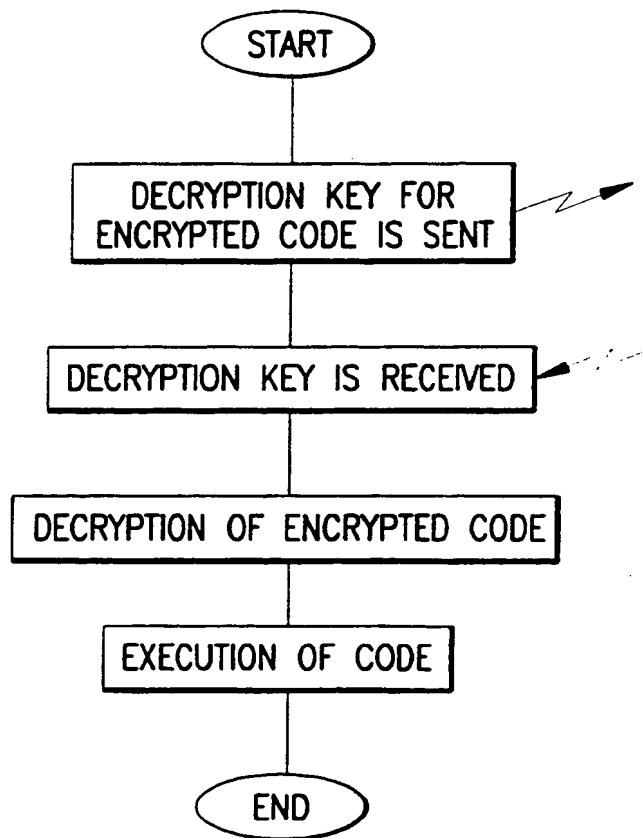 START
DECRYPTION KEY FOR
ENCRYPTED CODE IS SENT
DECRYPTION KEY IS RECEIVED
DECRYPTION OF ENCRYPTED CODE
EXECUTION OF CODE
END